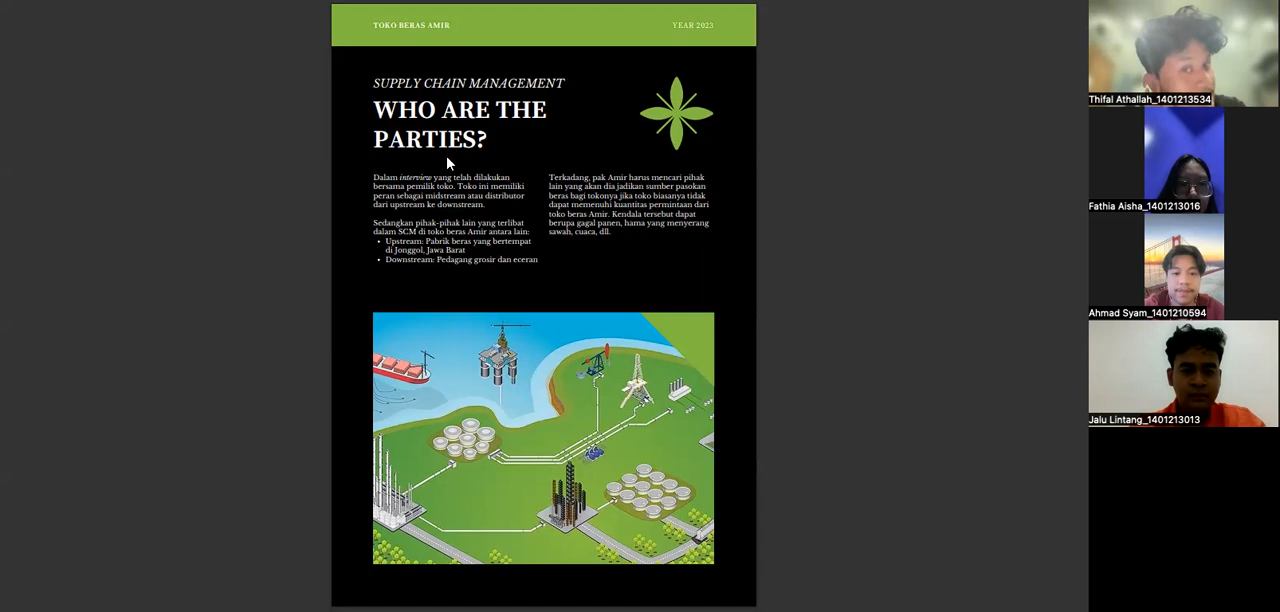 TOKO BERAS AMIR
YEAR 2023
SUPPLY CHAIN MANAGEMENT
WHO ARE THE
PARTIES?
Dalam interview yang telah dilakukan
bersama pemilik toko. Toko ini memiliki
peran sebagai midstream atau distributor
dari upstream ke downstream.
Sedangkan pihak-pihak lain yang terlibat
dalam SCM di toko beras Amir antara lain:
• Upstream: Pabrik beras yang bertempat
di Jonggol, Jawa Barat
• Downstream: Pedagang grosir dan eceran
Terkadang, pak Amir harus mencari pihak
lain yang akan dia jadikan sumber pasokan
beras bagi tokonya jika toko biasanya tidak
dapat memenuhi kuantitas permintaan dari
toko beras Amir. Kendala tersebut dapat
berupa gagal panen, hama yang menyerang
sawah, cuaca, dll.
Thifal Athallah_1401213534
Fathia Aisha_1401213016
Ahmad Syam_1401210594
Jalu Lintang_1401213013